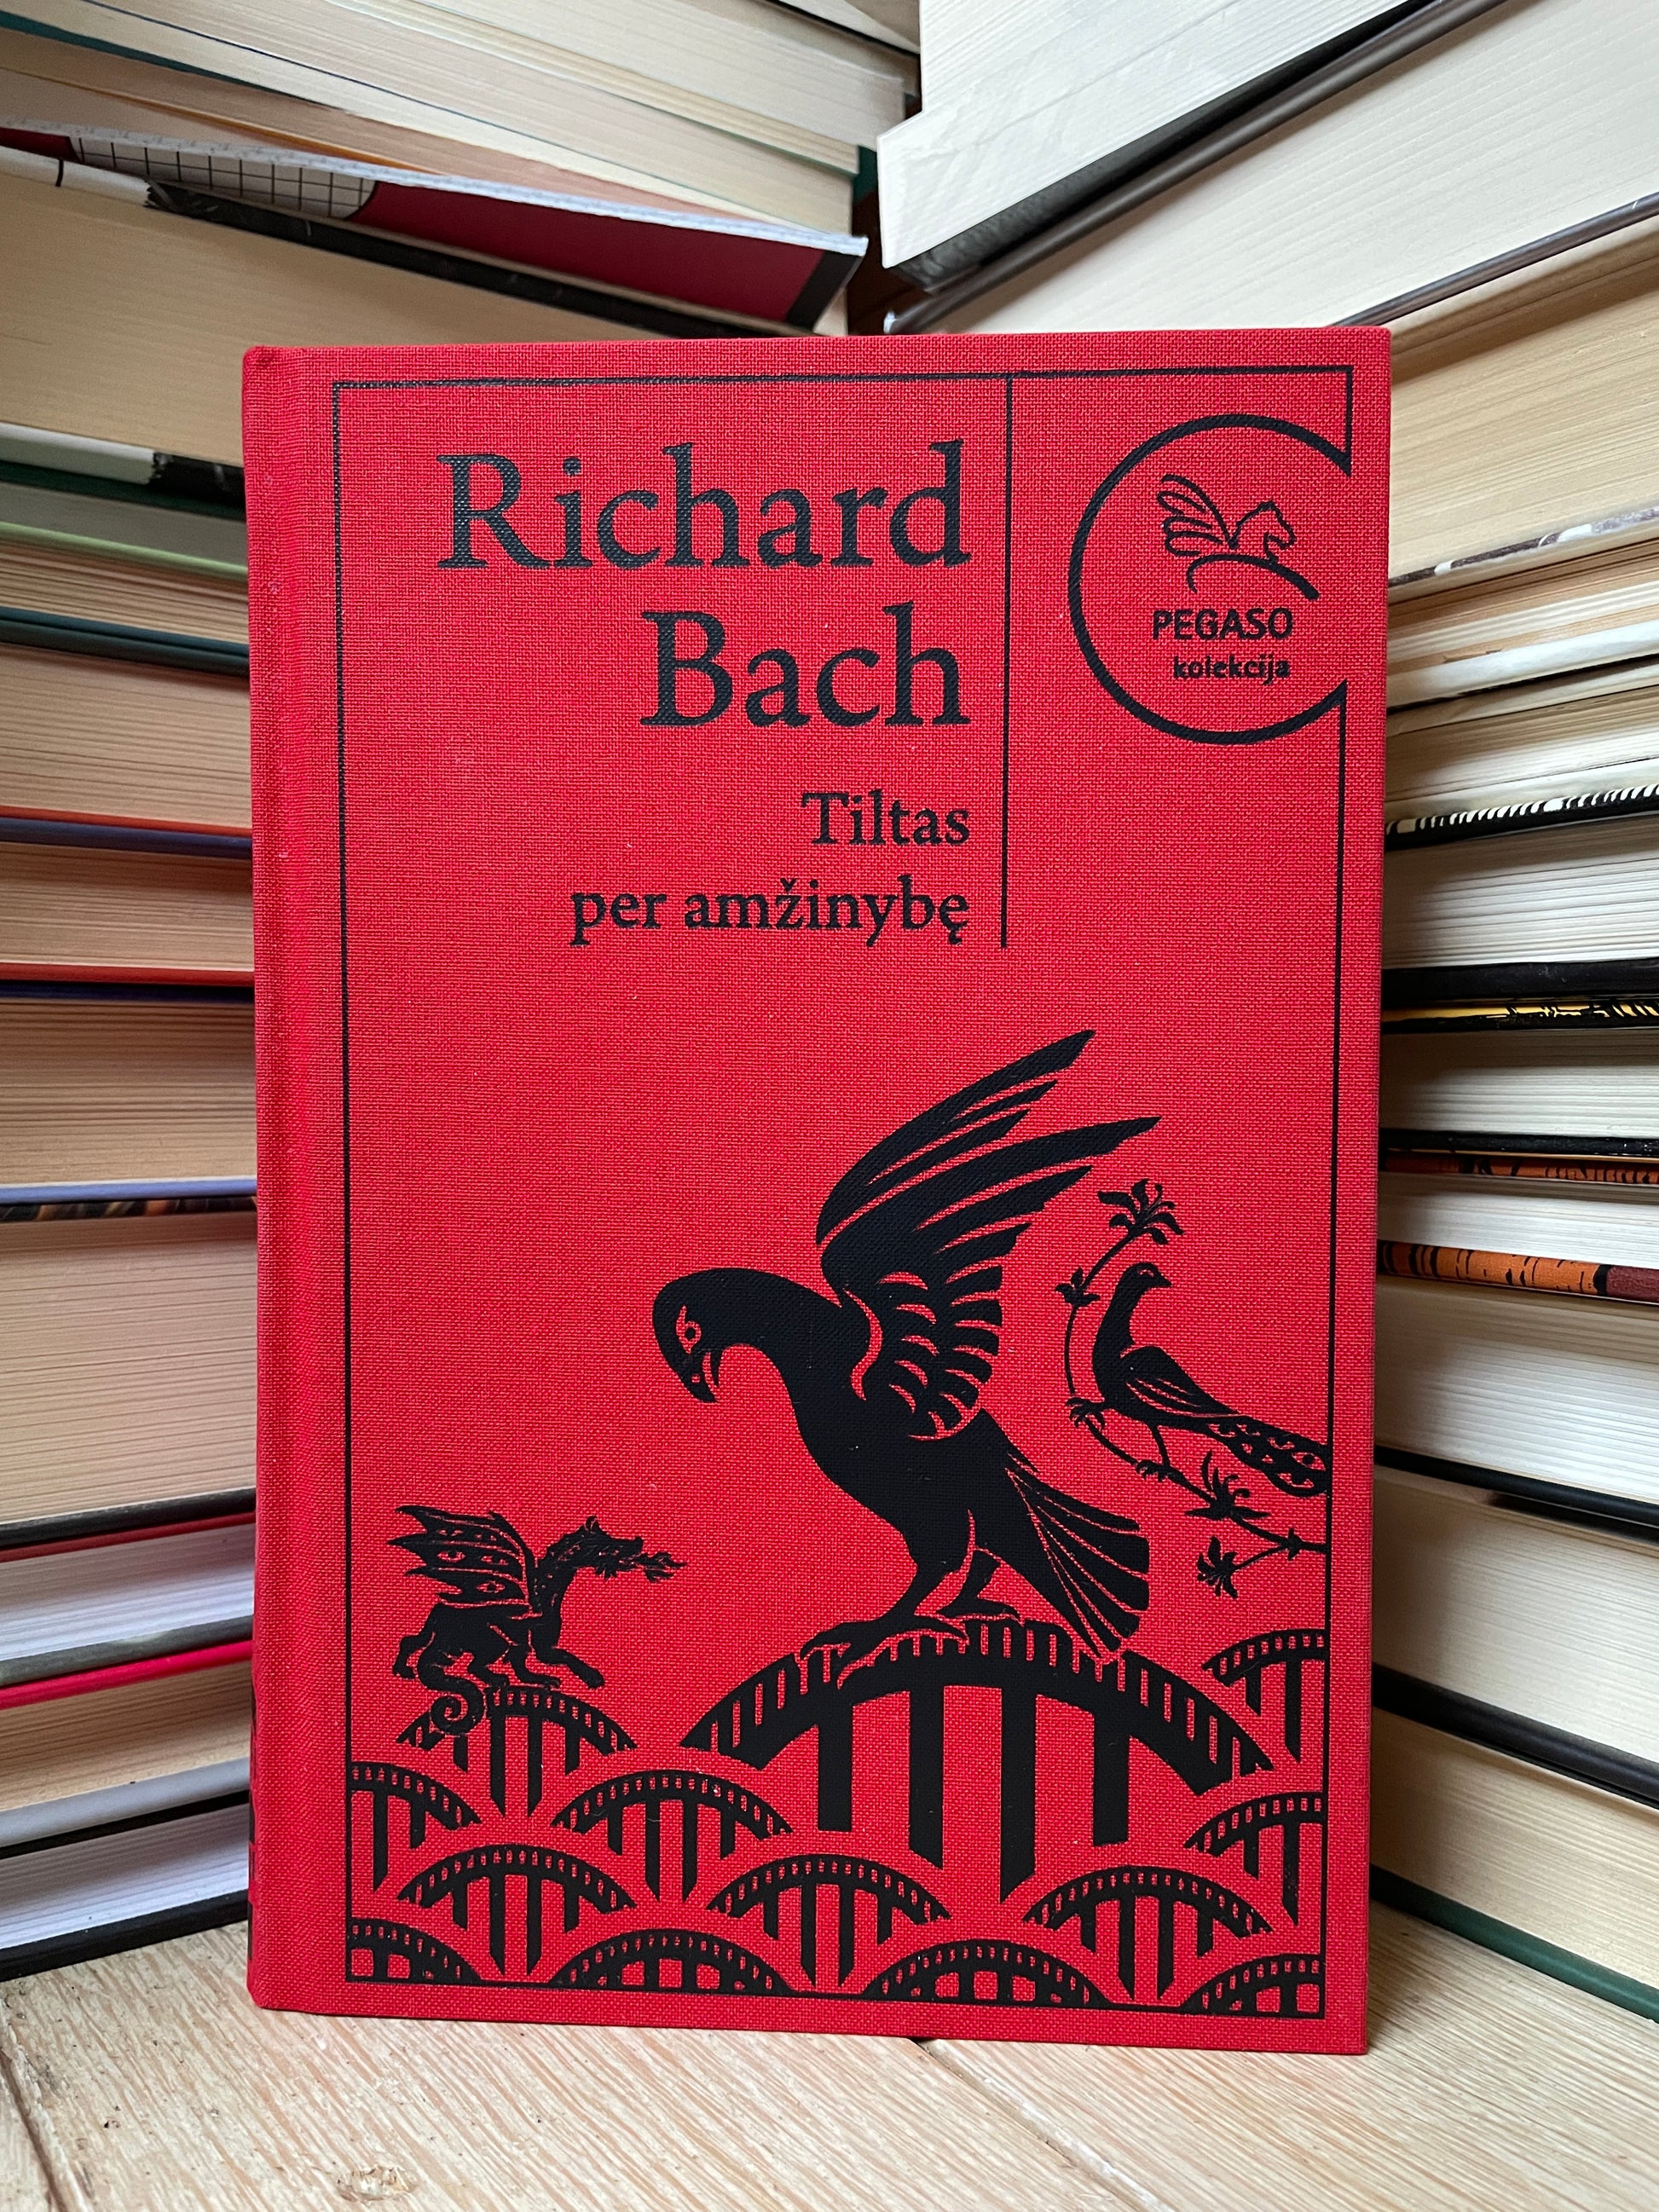 Richard
Bach
Tiltas
per amžinybę
PEGASO
kolekcija